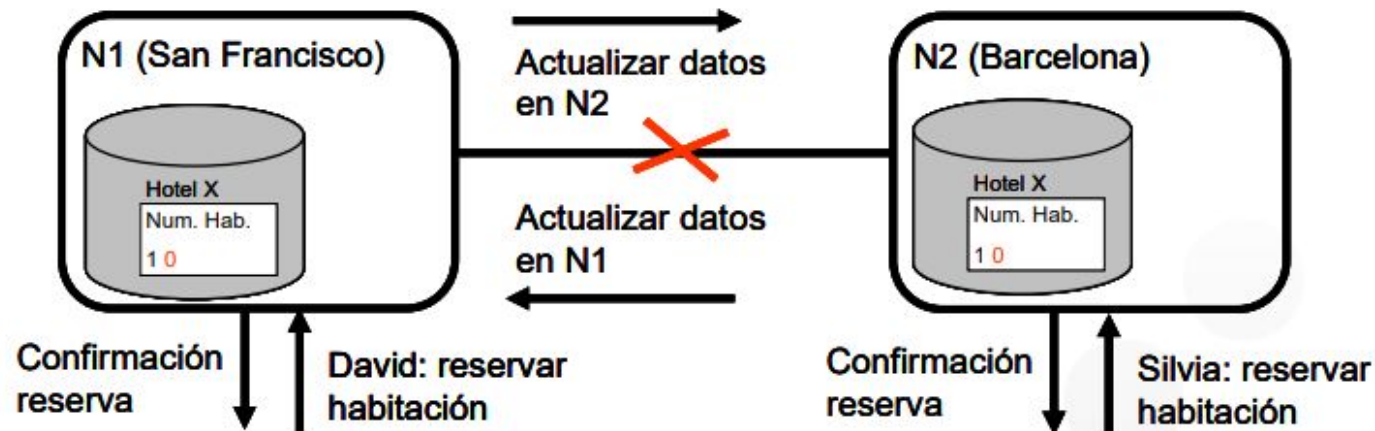 N1 (San Francisco)
Hotel X
Num. Hab.
1 0
Actualizar datos
en N2
Actualizar datos
en N1
N2 (Barcelona)
Hotel X
Num. Hab.
1 0
Confirmación
reserva
David: reservar
habitación
Confirmación
reserva
Silvia: reservar
habitación